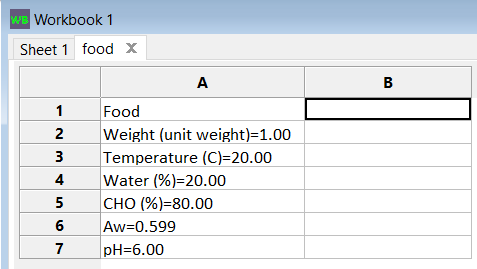 WB Workbook 1
Sheet 1 food X
A B
1 Food
2 Weight (unit weight)=1.00
3 Temperature (C)=20.00
4 Water (%)=20.00
5 CHO (%)=80.00
6 Aw=0.599
7 pH=6.00